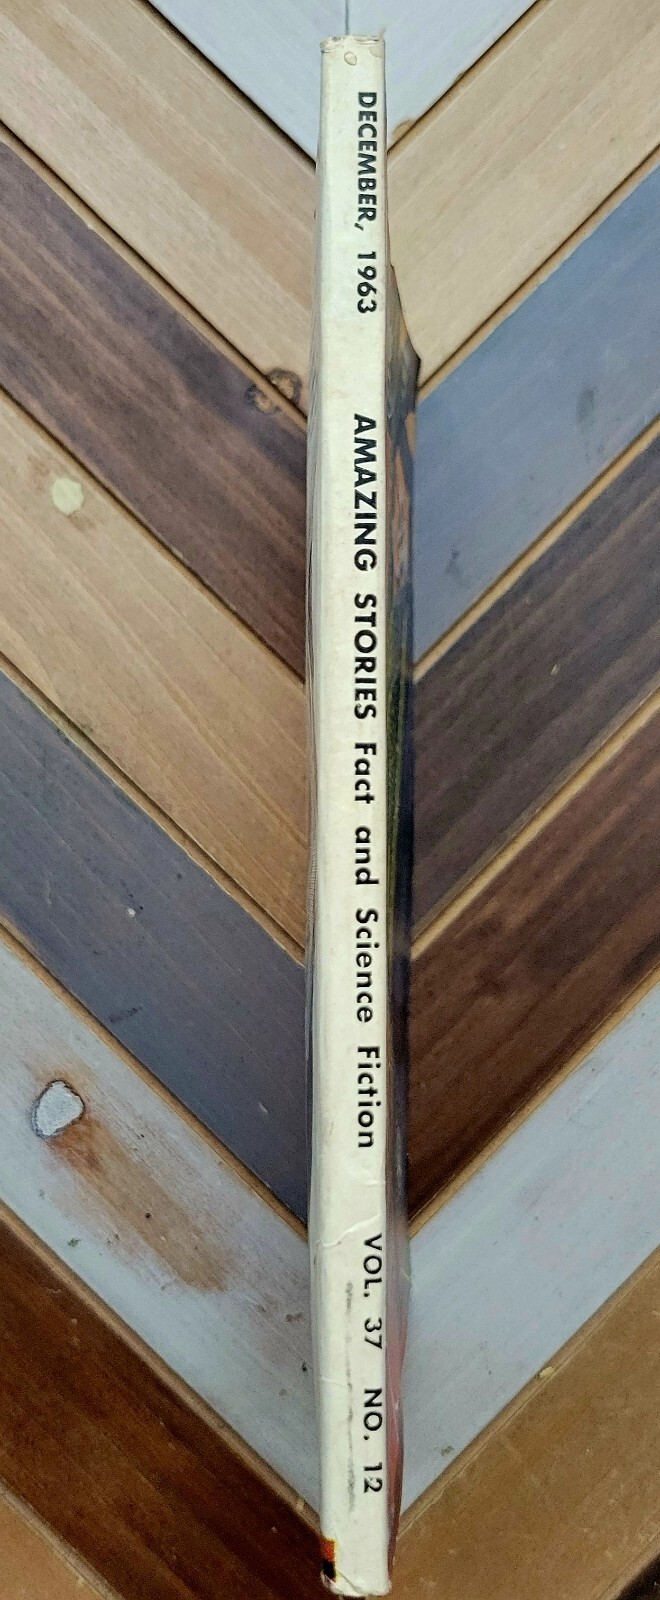 DECEMBER, 1963 AMAZING STORIES Fact and Science Fiction VOL. 37 NO. 12